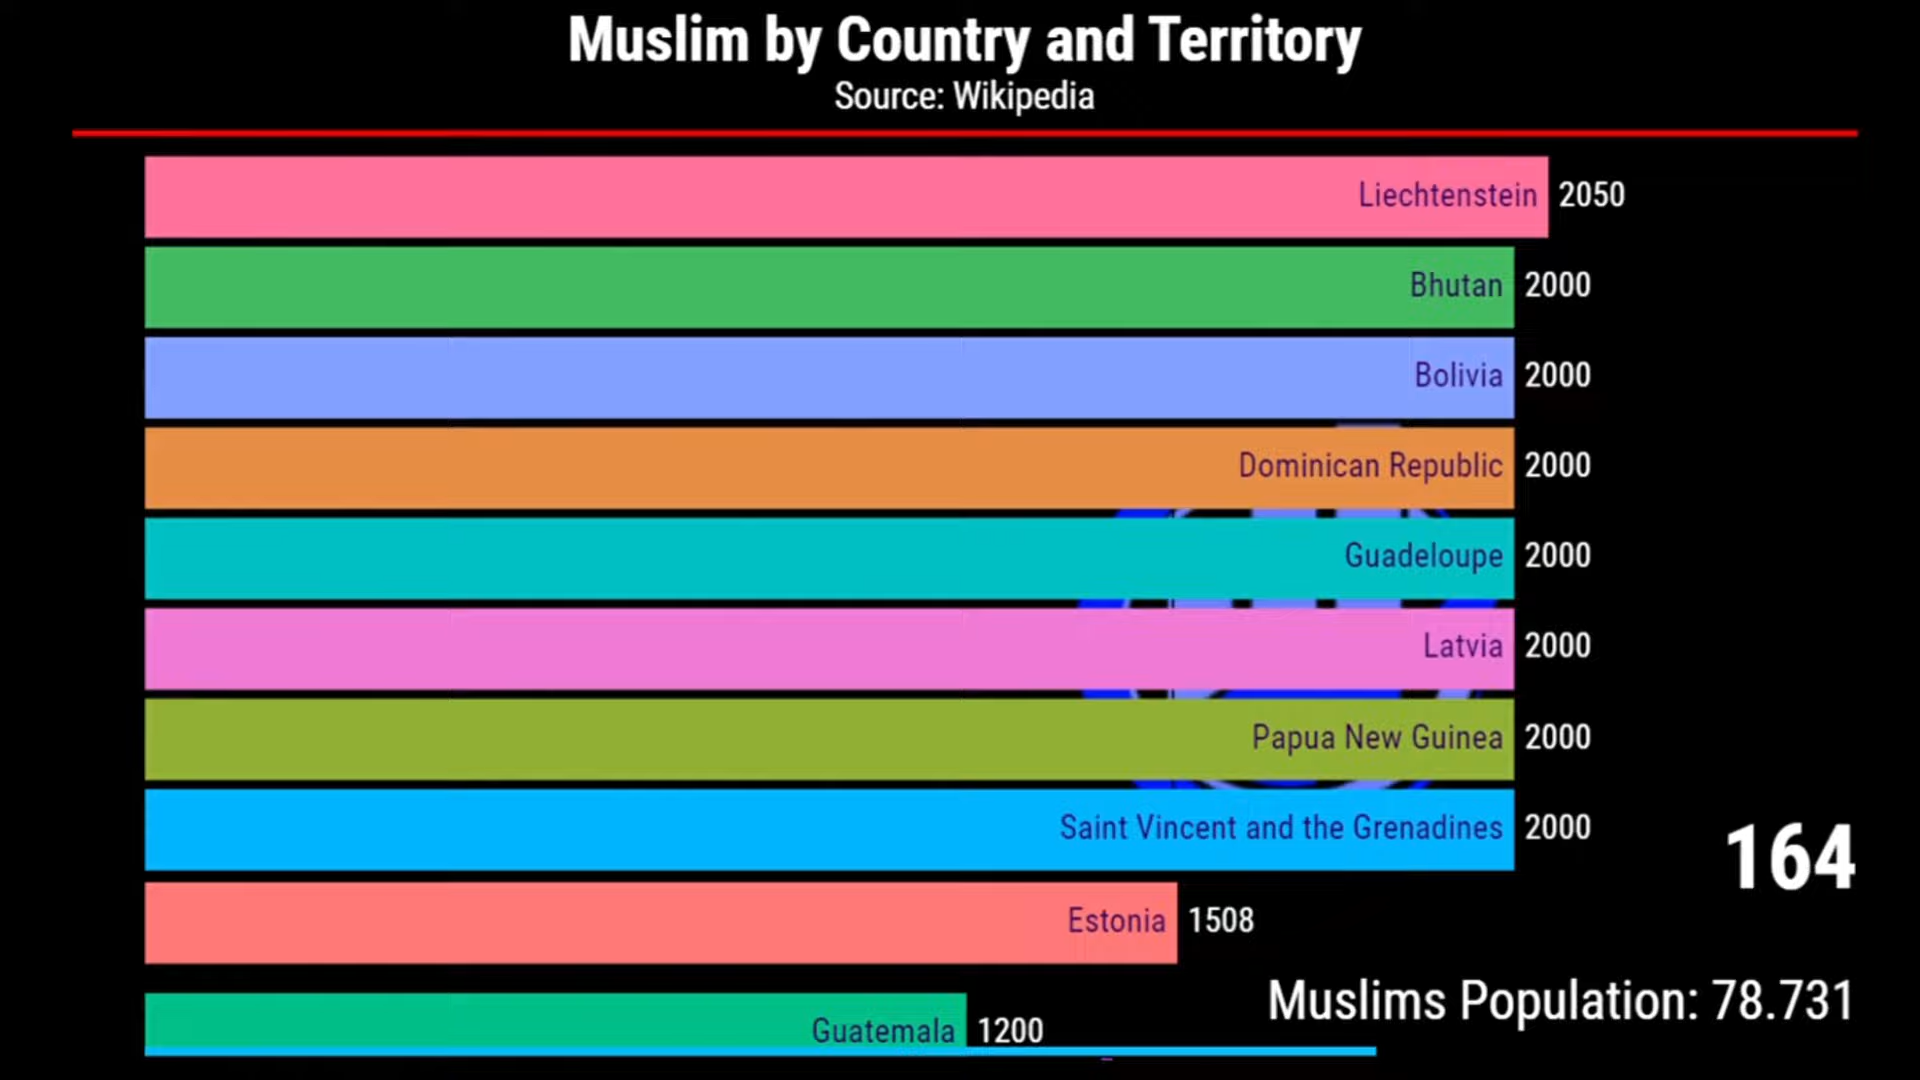 Muslim by Country and Territory
Source: Wikipedia
Liechtenstein 2050
Bhutan 2000
Bolivia 2000
Dominican Republic 2000
Guadeloupe 2000
Latvia 2000
Papua New Guinea 2000
Saint Vincent and the Grenadines 2000
164
Estonia 1508
Muslims Population: 78.731
Guatemala 1200